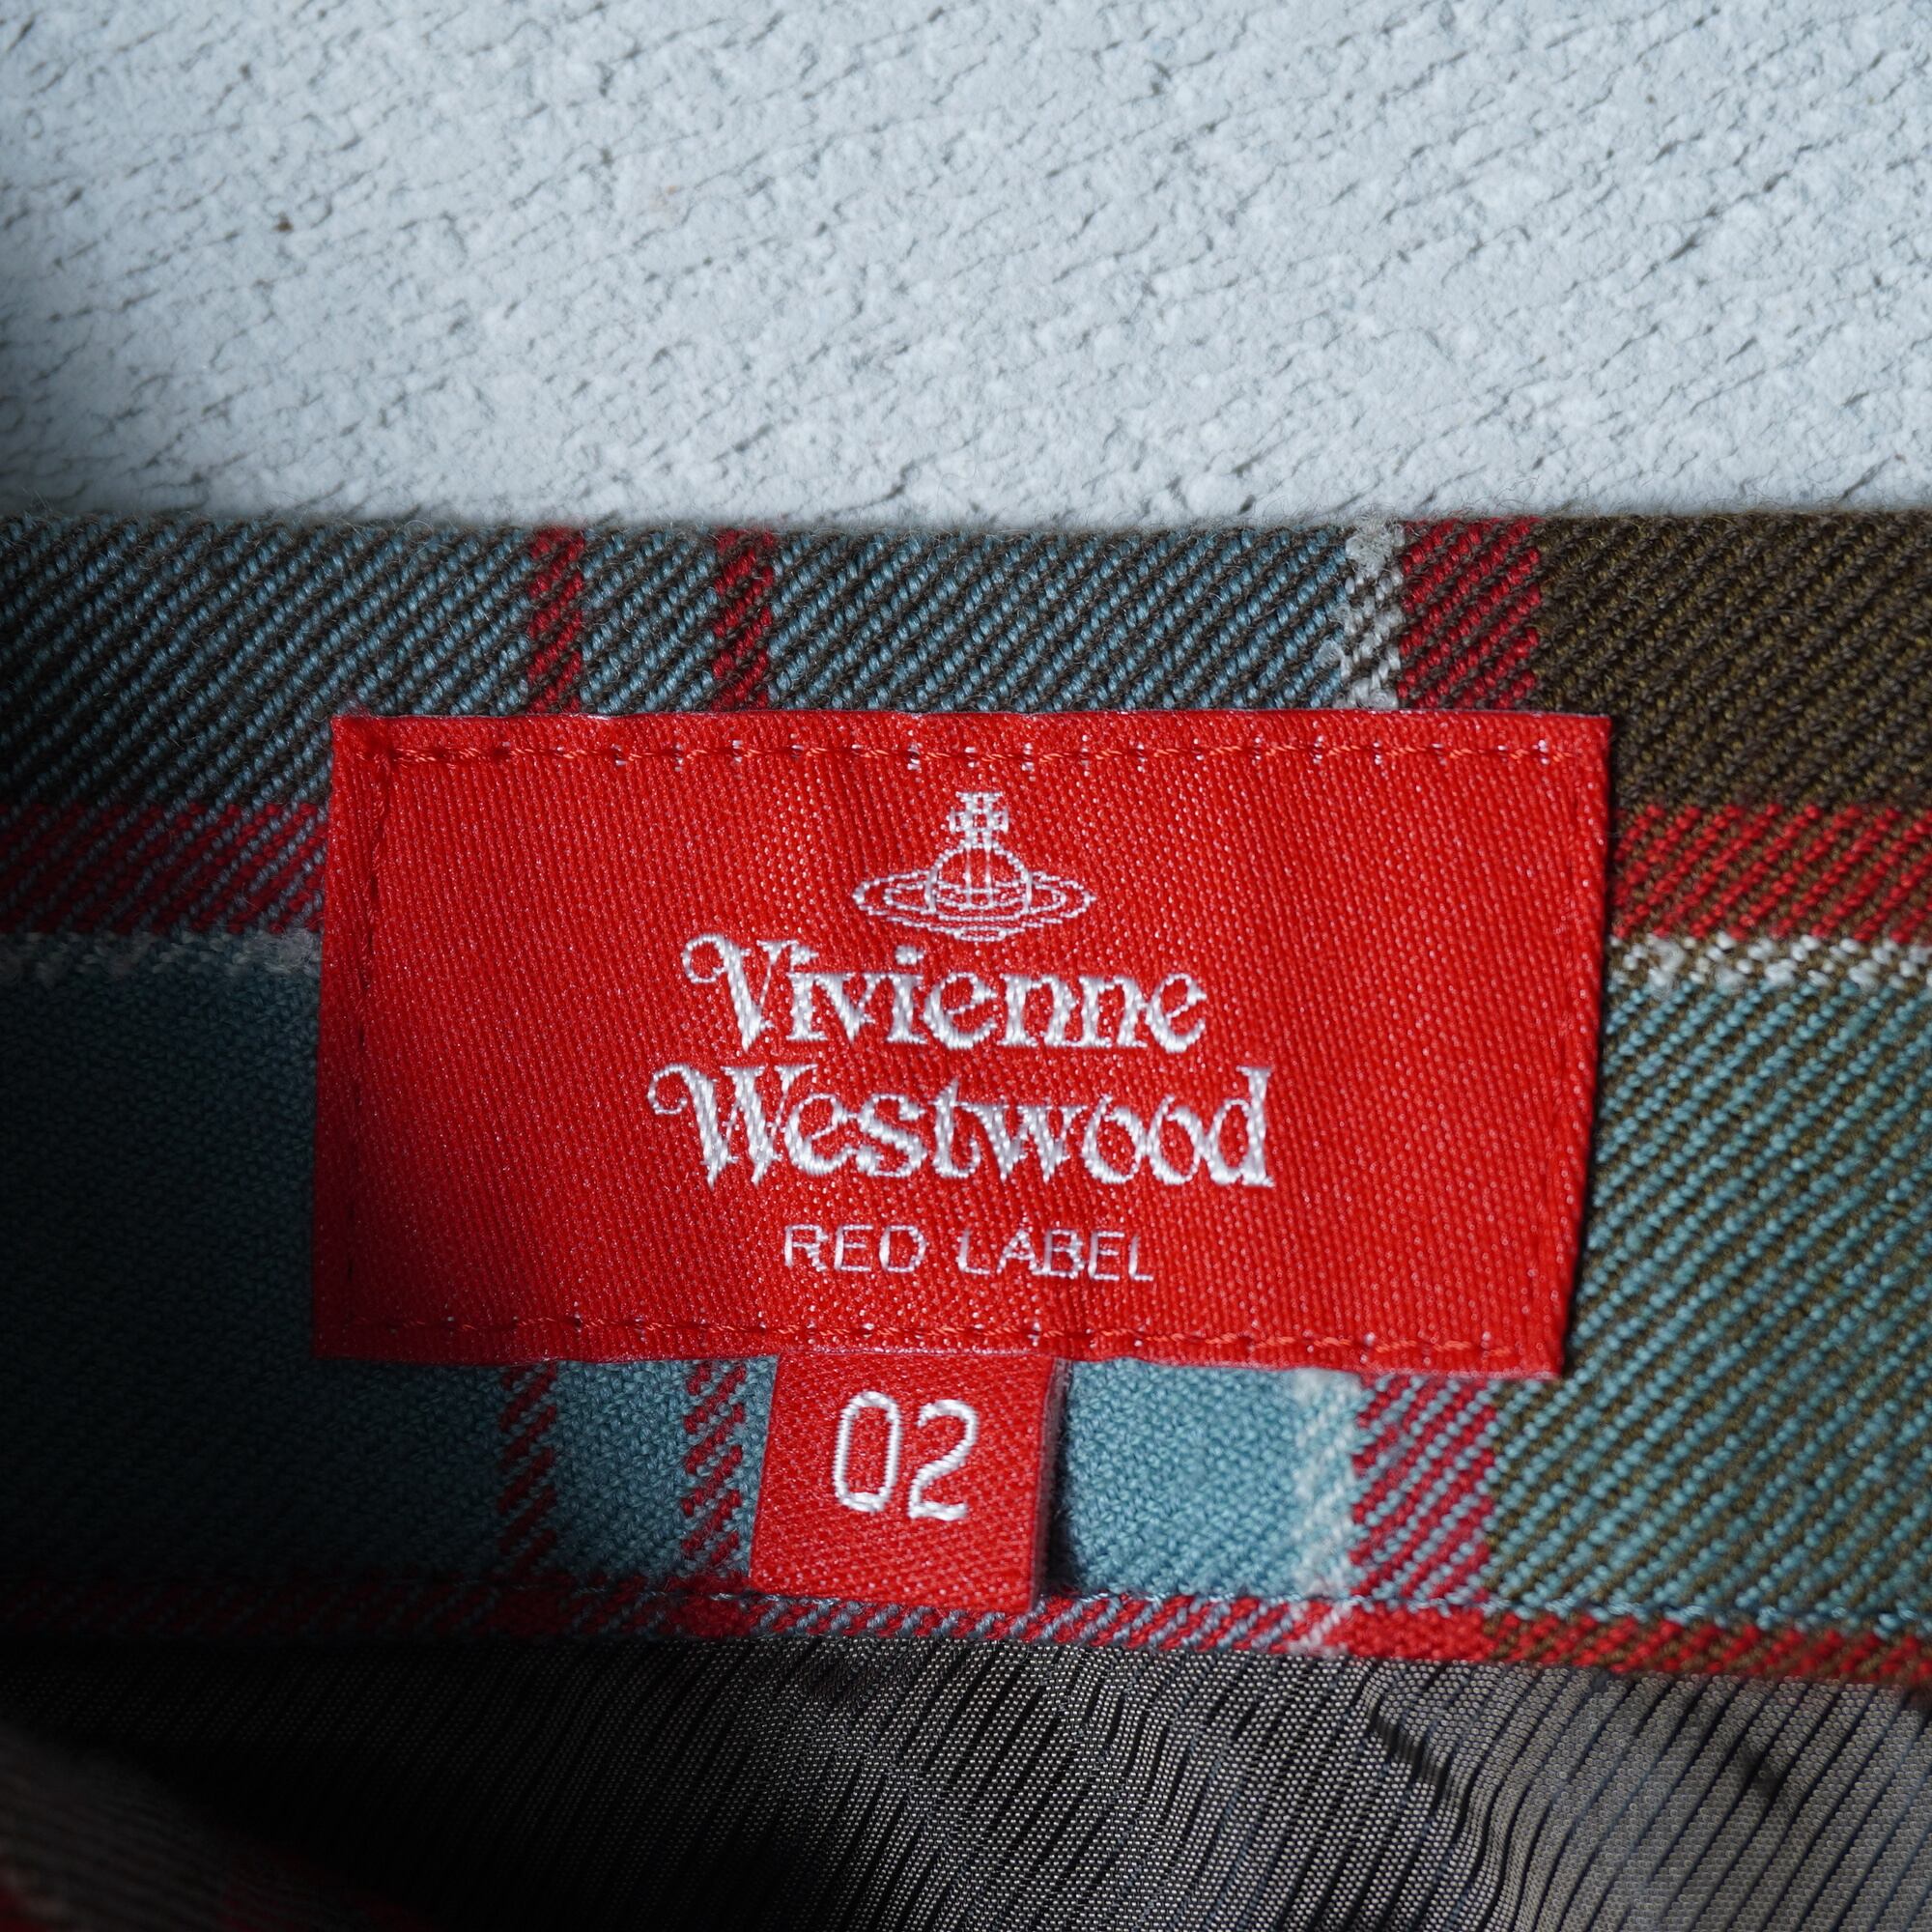 Vivienne
Westwood
RED LABEL
02